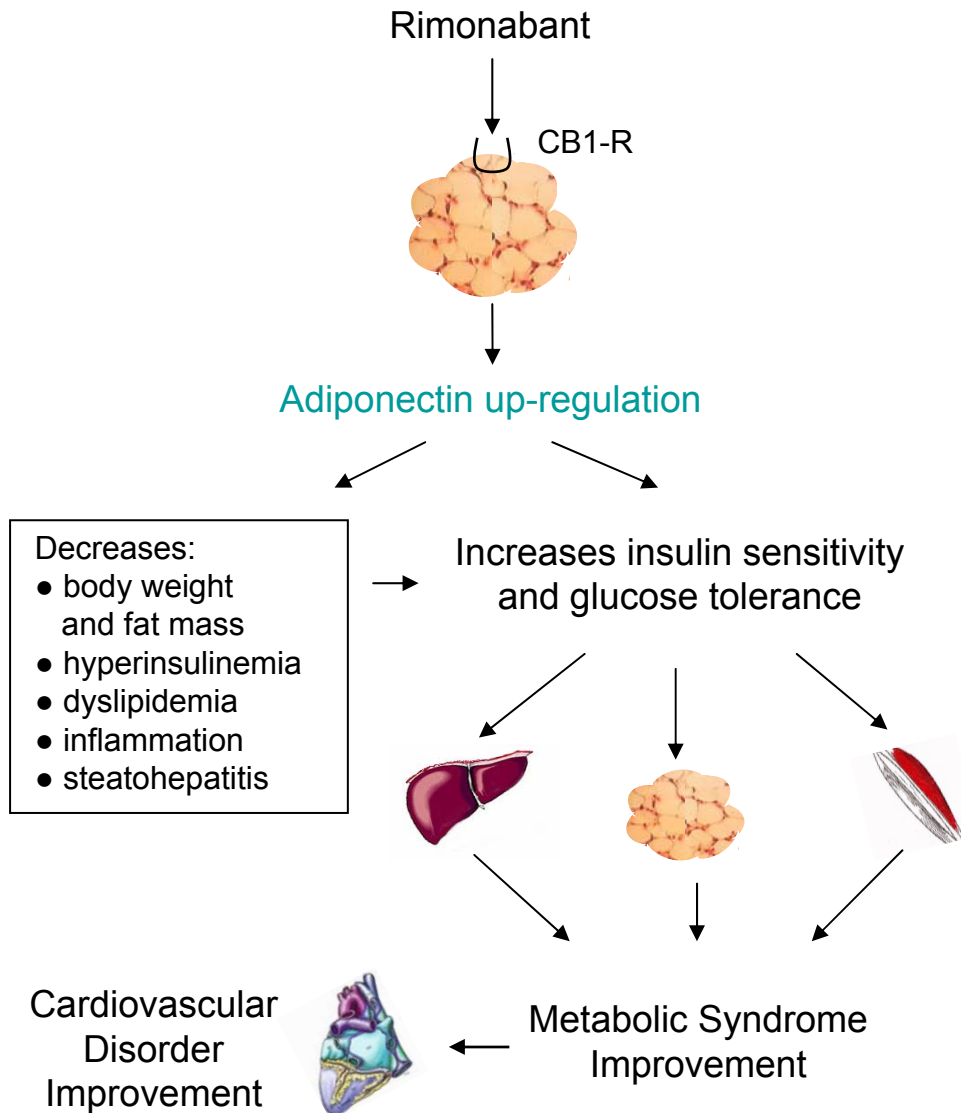 Rimonabant
CB1-R
Adiponectin up-regulation
Decreases:
● body weight
and fat mass
● hyperinsulinemia
● dyslipidemia
● inflammation
● steatohepatitis
Increases insulin sensitivity
and glucose tolerance
Cardiovascular
Disorder
Improvement
Metabolic Syndrome
Improvement